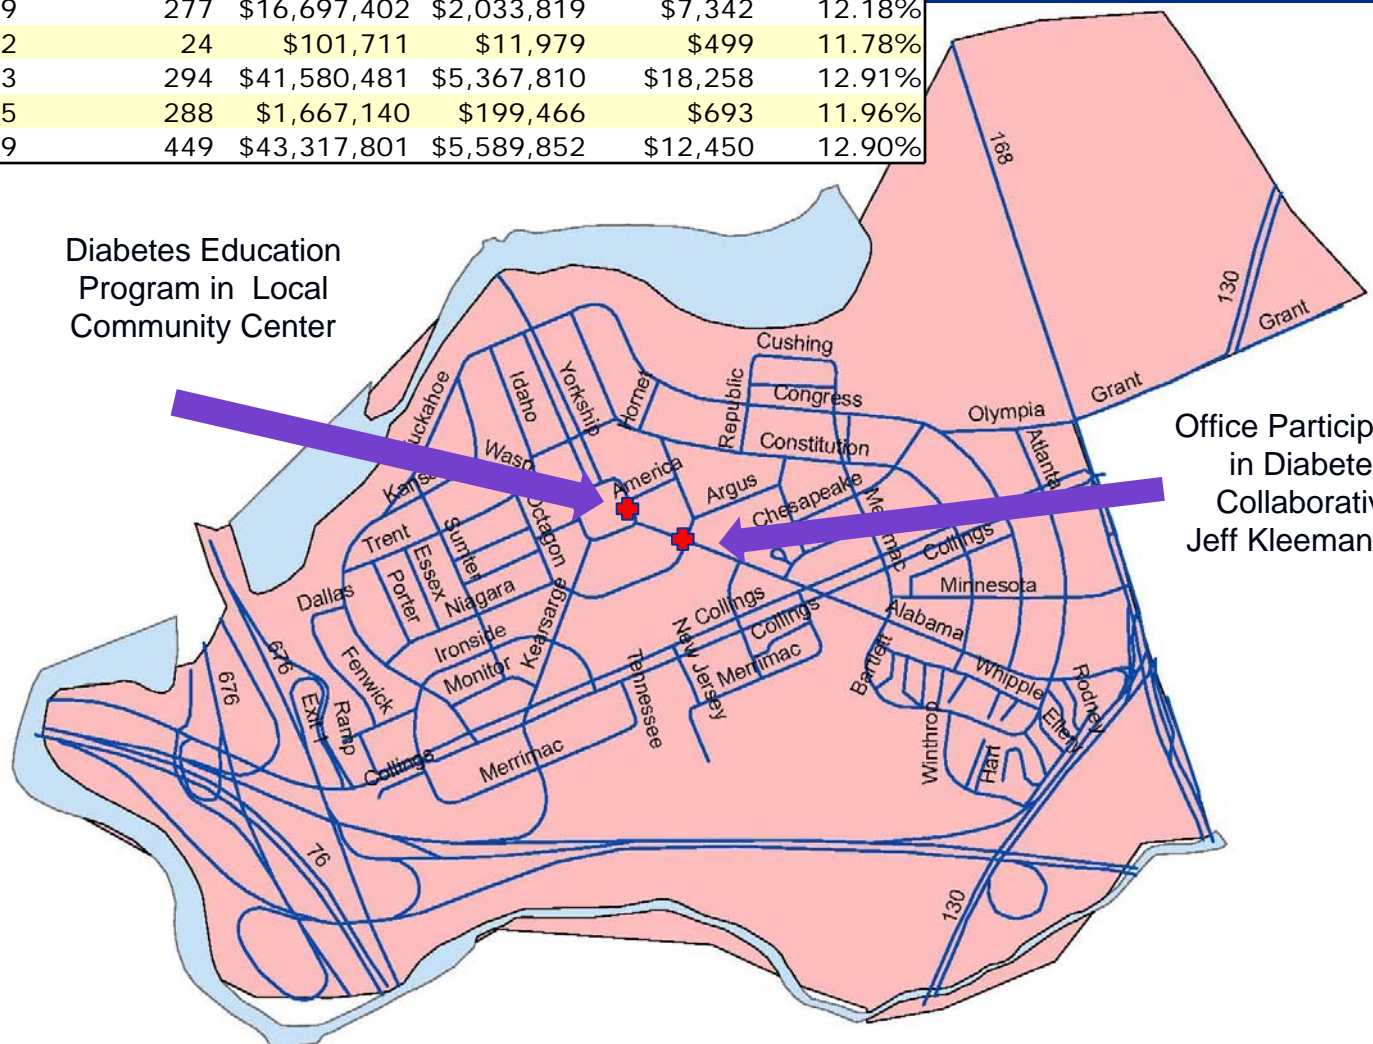 9 277 $16,697,402 $2,033,819 $7,342 12.18%
2 24 $101,711 $11,979 $499 11.78%
3 294 $41,580,481 $5,367,810 $18,258 12.91%
5 288 $1,667,140 $199,466 $693 11.96%
9 449 $43,317,801 $5,589,852 $12,450 12.90%
168
Diabetes Education
Program in Local
Community Center
130
Grant
Cushing
Congress
Republic
Hornet
Yorkship
Idaho
uckahoe
Grant
Olympia
Atlanta
Constitution
Office Particip
in Diabete
Collaborativ
Jeff Kleeman
Wasp
America
Argus
Kans
Chesapeake
Octagon
Me
mac
Trent
Sumter
Essex
Porter
Niagara
Dallas
Collings
Minnesota
Collings
Collings
Alabama
Ironside
Kearsarge
Monitor
Fenwick
Tennessee
New Jersey
Merrimac
Bartlett
Whipple
Rodney
Ellery
Winthrop
Hart
676
676
Exit 1
Ramp
Collings
Merrimac
76
130